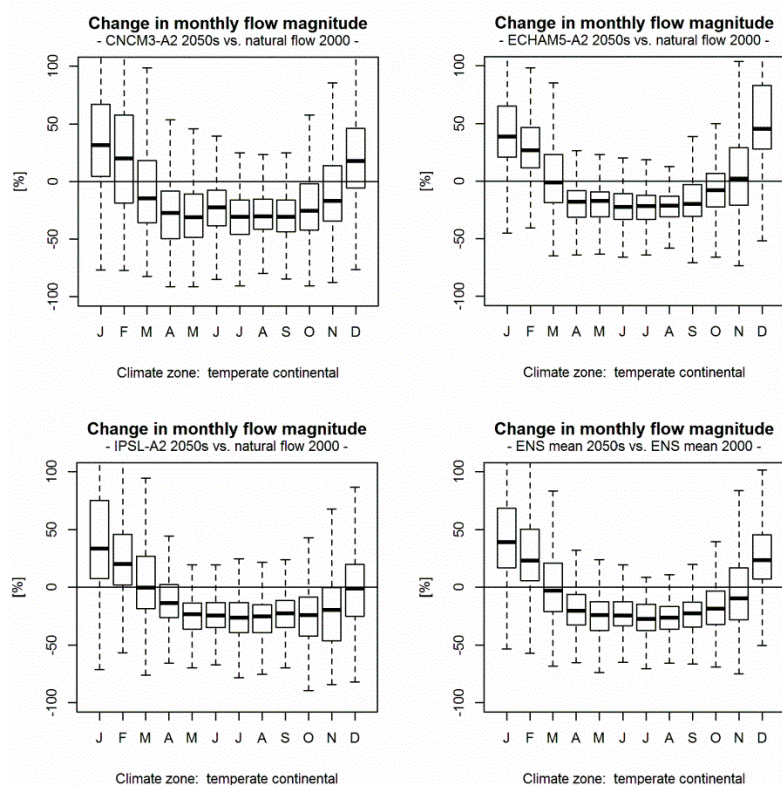 Change in monthly flow magnitude
- CNCM3-A2 2050s vs. natural flow 2000 -
[%]
100
50
0
-50
-100
J F M A M J J A S O N D
Climate zone: temperate continental
Change in monthly flow magnitude
- ECHAM5-A2 2050s vs. natural flow 2000 -
[%]
100
50
0
-50
-100
J F M A M J J A S O N D
Climate zone: temperate continental
Change in monthly flow magnitude
- IPSL-A2 2050s vs. natural flow 2000 -
[%]
100
50
0
-50
-100
J F M A M J J A S O N D
Climate zone: temperate continental
Change in monthly flow magnitude
- ENS mean 2050s vs. ENS mean 2000 -
[%]
100
50
0
-50
-100
J F M A M J J A S O N D
Climate zone: temperate continental